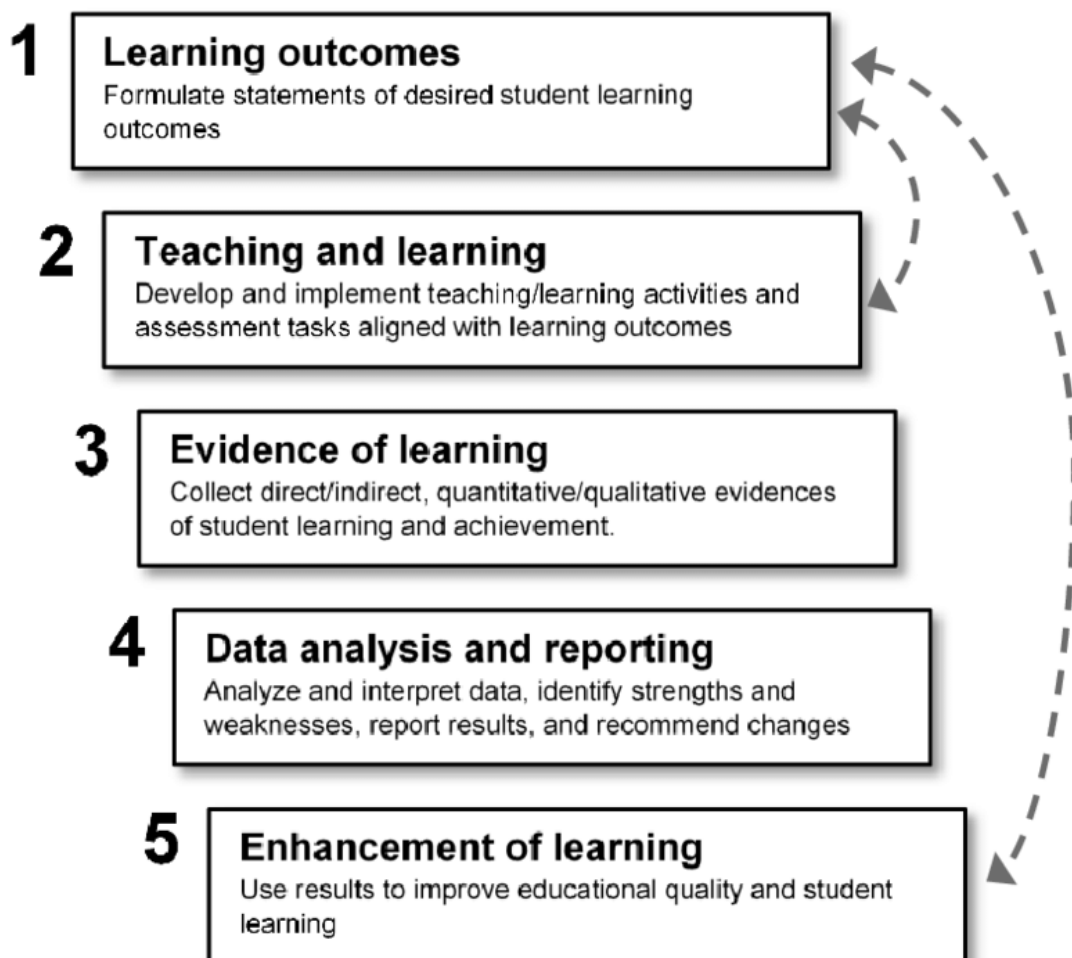 1
Learning outcomes
Formulate statements of desired student learning
outcomes
2
Teaching and learning
Develop and implement teaching/learning activities and
assessment tasks aligned with learning outcomes
3
Evidence of learning
Collect direct/indirect, quantitative/qualitative evidences
of student learning and achievement.
4
Data analysis and reporting
Analyze and interpret data, identify strengths and
weaknesses, report results, and recommend changes
5
Enhancement of learning
Use results to improve educational quality and student
learning